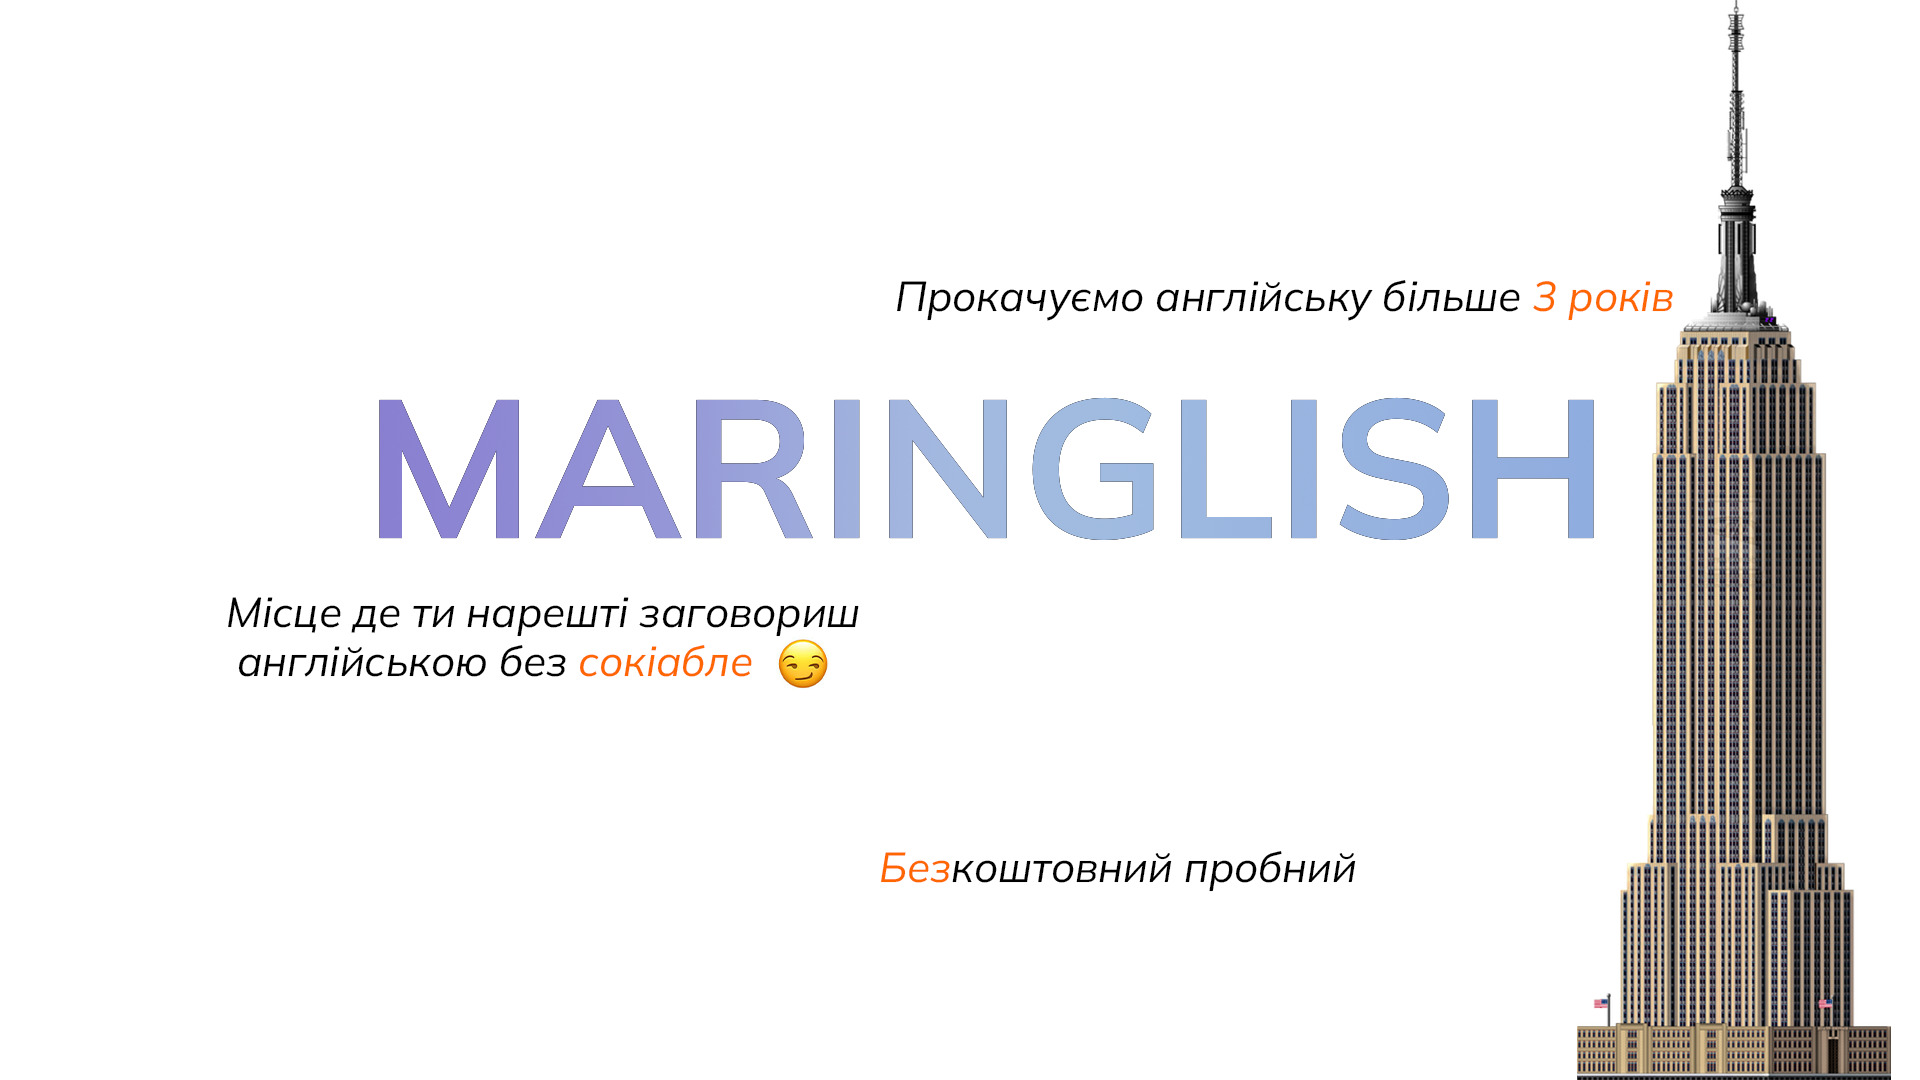 Прокачуємо англійську більше 3 років
MARINGLISH
Місце де ти нарешті заговориш
англійською без сокіабле 😏
Безкоштовний пробний